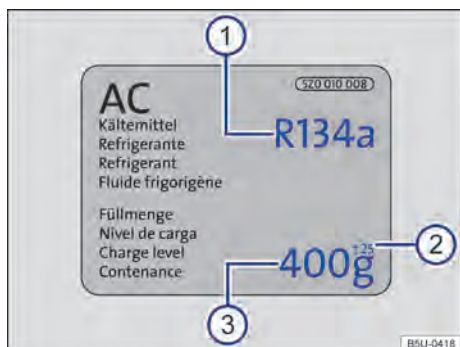 1
5Z0 010 008
AC
Kältemittel
Refrigerante
Refrigerant
Fluide frigorigène
R134a
Füllmenge
Nivel de carga
Charge level
Contenance
±25
400g
2
3
B5U-0418